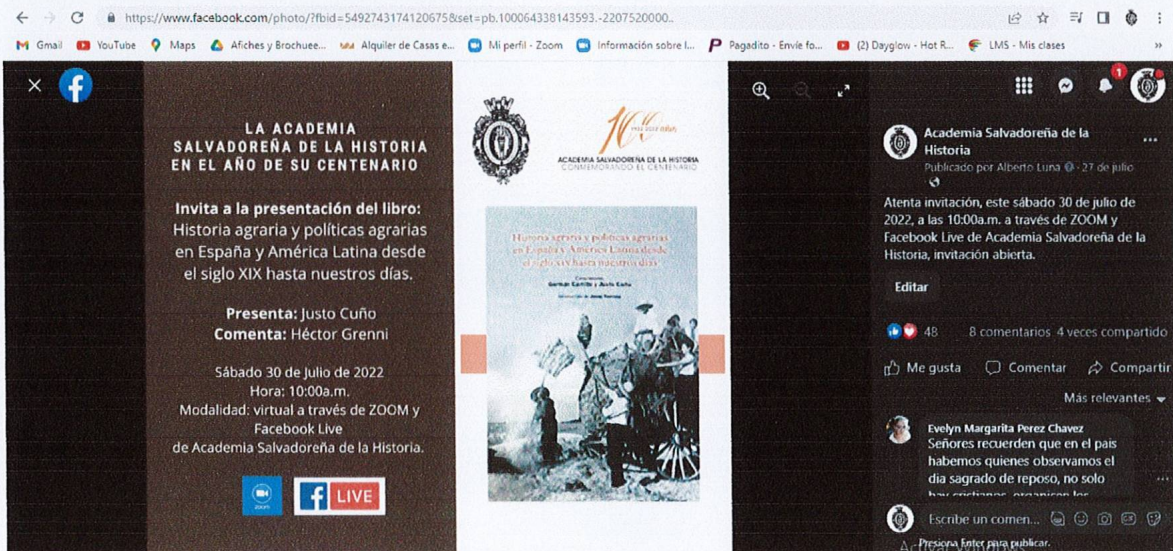 https://www.facebook.com/photo/?fbid=5492743174120675&set=pb.100064338143593.-2207520000..
Gmail YouTube Maps Afiches y Brochuee... Alquiler de Casas e... Mi perfil - Zoom Información sobre l... Pagadito - Envíe fo... (2) Dayglow - Hot R... LMS - Mis clases »
LA ACADEMIA
SALVADOREÑA DE LA HISTORIA
EN EL AÑO DE SU CENTENARIO
Invita a la presentación del libro:
Historia agraria y políticas agrarias
en España y América Latina desde
el siglo XIX hasta nuestros días.
Presenta: Justo Cuño
Comenta: Héctor Grenni
Sábado 30 de Julio de 2022
Hora: 10:00a.m.
Modalidad: virtual a través de ZOOM y
Facebook Live
de Academia Salvadoreña de la Historia.
zoom
f LIVE
100
ACADEMIA SALVADOREÑA DE LA HISTORIA
CONMEMORANDO EL CENTENARIO
Historia agraria y políticas agrarias
en España y América Latina desde
el siglo XIX hasta nuestros días
Germán Carrillo y Justo Cuño
1
Academia Salvadoreña de la
Historia
Publicado por Alberto Luna · 27 de julio
Atenta invitación, este sábado 30 de julio de
2022, a las 10:00a.m. a través de ZOOM y
Facebook Live de Academia Salvadoreña de la
Historia, invitación abierta.
Editar
48 8 comentarios 4 veces compartido
Me gusta Comentar Compartir
Más relevantes
Evelyn Margarita Perez Chavez
Señores recuerden que en el pais
habemos quienes observamos el
dia sagrado de reposo, no solo
hay cristianos, organicen los
Escribe un comen...
Presiona Enter para publicar.